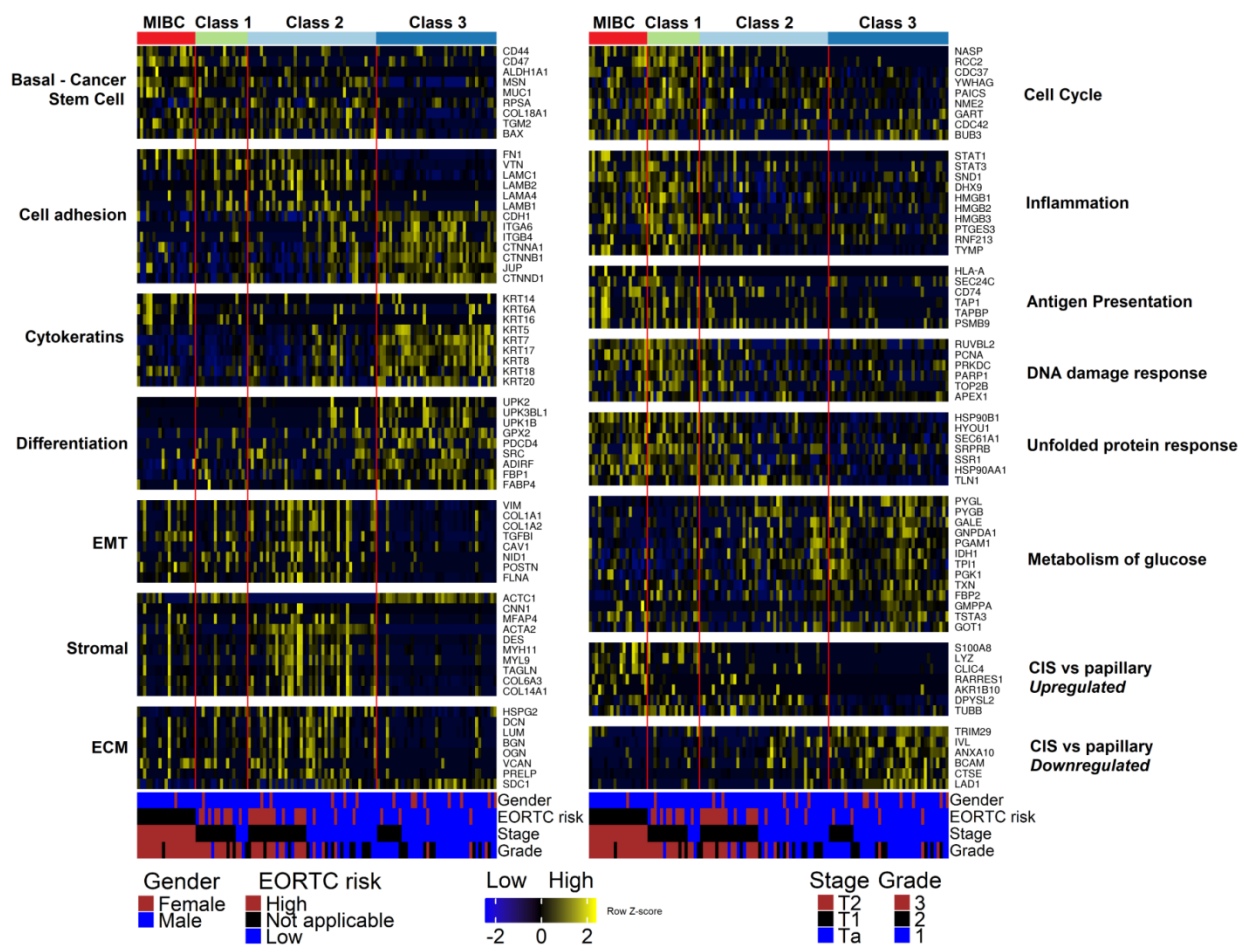 MIBC Class 1 Class 2 Class 3
Basal - Cancer
Stem Cell
CD44
CD47
ALDH1A1
MSN
MUC1
RPSA
COL18A1
TGM2
BAX
Cell adhesion
FN1
VTN
LAMC1
LAMB2
LAMA4
LAMB1
CDH1
ITGA6
ITGB4
CTNNA1
CTNNB1
JUP
CTNND1
Cytokeratins
KRT14
KRT6A
KRT16
KRT5
KRT7
KRT17
KRT8
KRT18
KRT20
Differentiation
UPK2
UPK3BL1
UPK1B
GPX2
PDCD4
SRC
ADIRF
FBP1
FABP4
EMT
VIM
COL1A1
COL1A2
TGFBI
CAV1
NID1
POSTN
FLNA
Stromal
ACTC1
CNN1
MFAP4
ACTA2
DES
MYH11
MYL9
TAGLN
COL6A3
COL14A1
ECM
HSPG2
DCN
LUM
BGN
OGN
VCAN
PRELP
SDC1
Gender
EORTC risk
Stage
Grade
MIBC Class 1 Class 2 Class 3
NASP
RCC2
CDC37
YWHAG
PAICS
NME2
GART
CDC42
BUB3
Cell Cycle
STAT1
STAT3
SND1
DHX9
HMGB1
HMGB2
HMGB3
PTGES3
RNF213
TYMP
Inflammation
HLA-A
SEC24C
CD74
TAP1
TAPBP
PSMB9
Antigen Presentation
RUVBL2
PCNA
PRKDC
PARP1
TOP2B
APEX1
DNA damage response
HSP90B1
HYOU1
SEC61A1
SRPRB
SSR1
HSP90AA1
TLN1
Unfolded protein response
PYGL
PYGB
GALE
GNPDA1
PGAM1
IDH1
TPI1
PGK1
TXN
FBP2
GMPPA
TSTA3
GOT1
Metabolism of glucose
S100A8
LYZ
CLIC4
RARRES1
AKR1B10
DPYSL2
TUBB
CIS vs papillary
Upregulated
TRIM29
IVL
ANXA10
BCAM
CTSE
LAD1
CIS vs papillary
Downregulated
Gender
EORTC risk
Stage
Grade
Gender
Female
Male
EORTC risk
High
Not applicable
Low
Low High
-2 0 2
Row Z-score
Stage
T2
T1
Ta
Grade
3
2
1